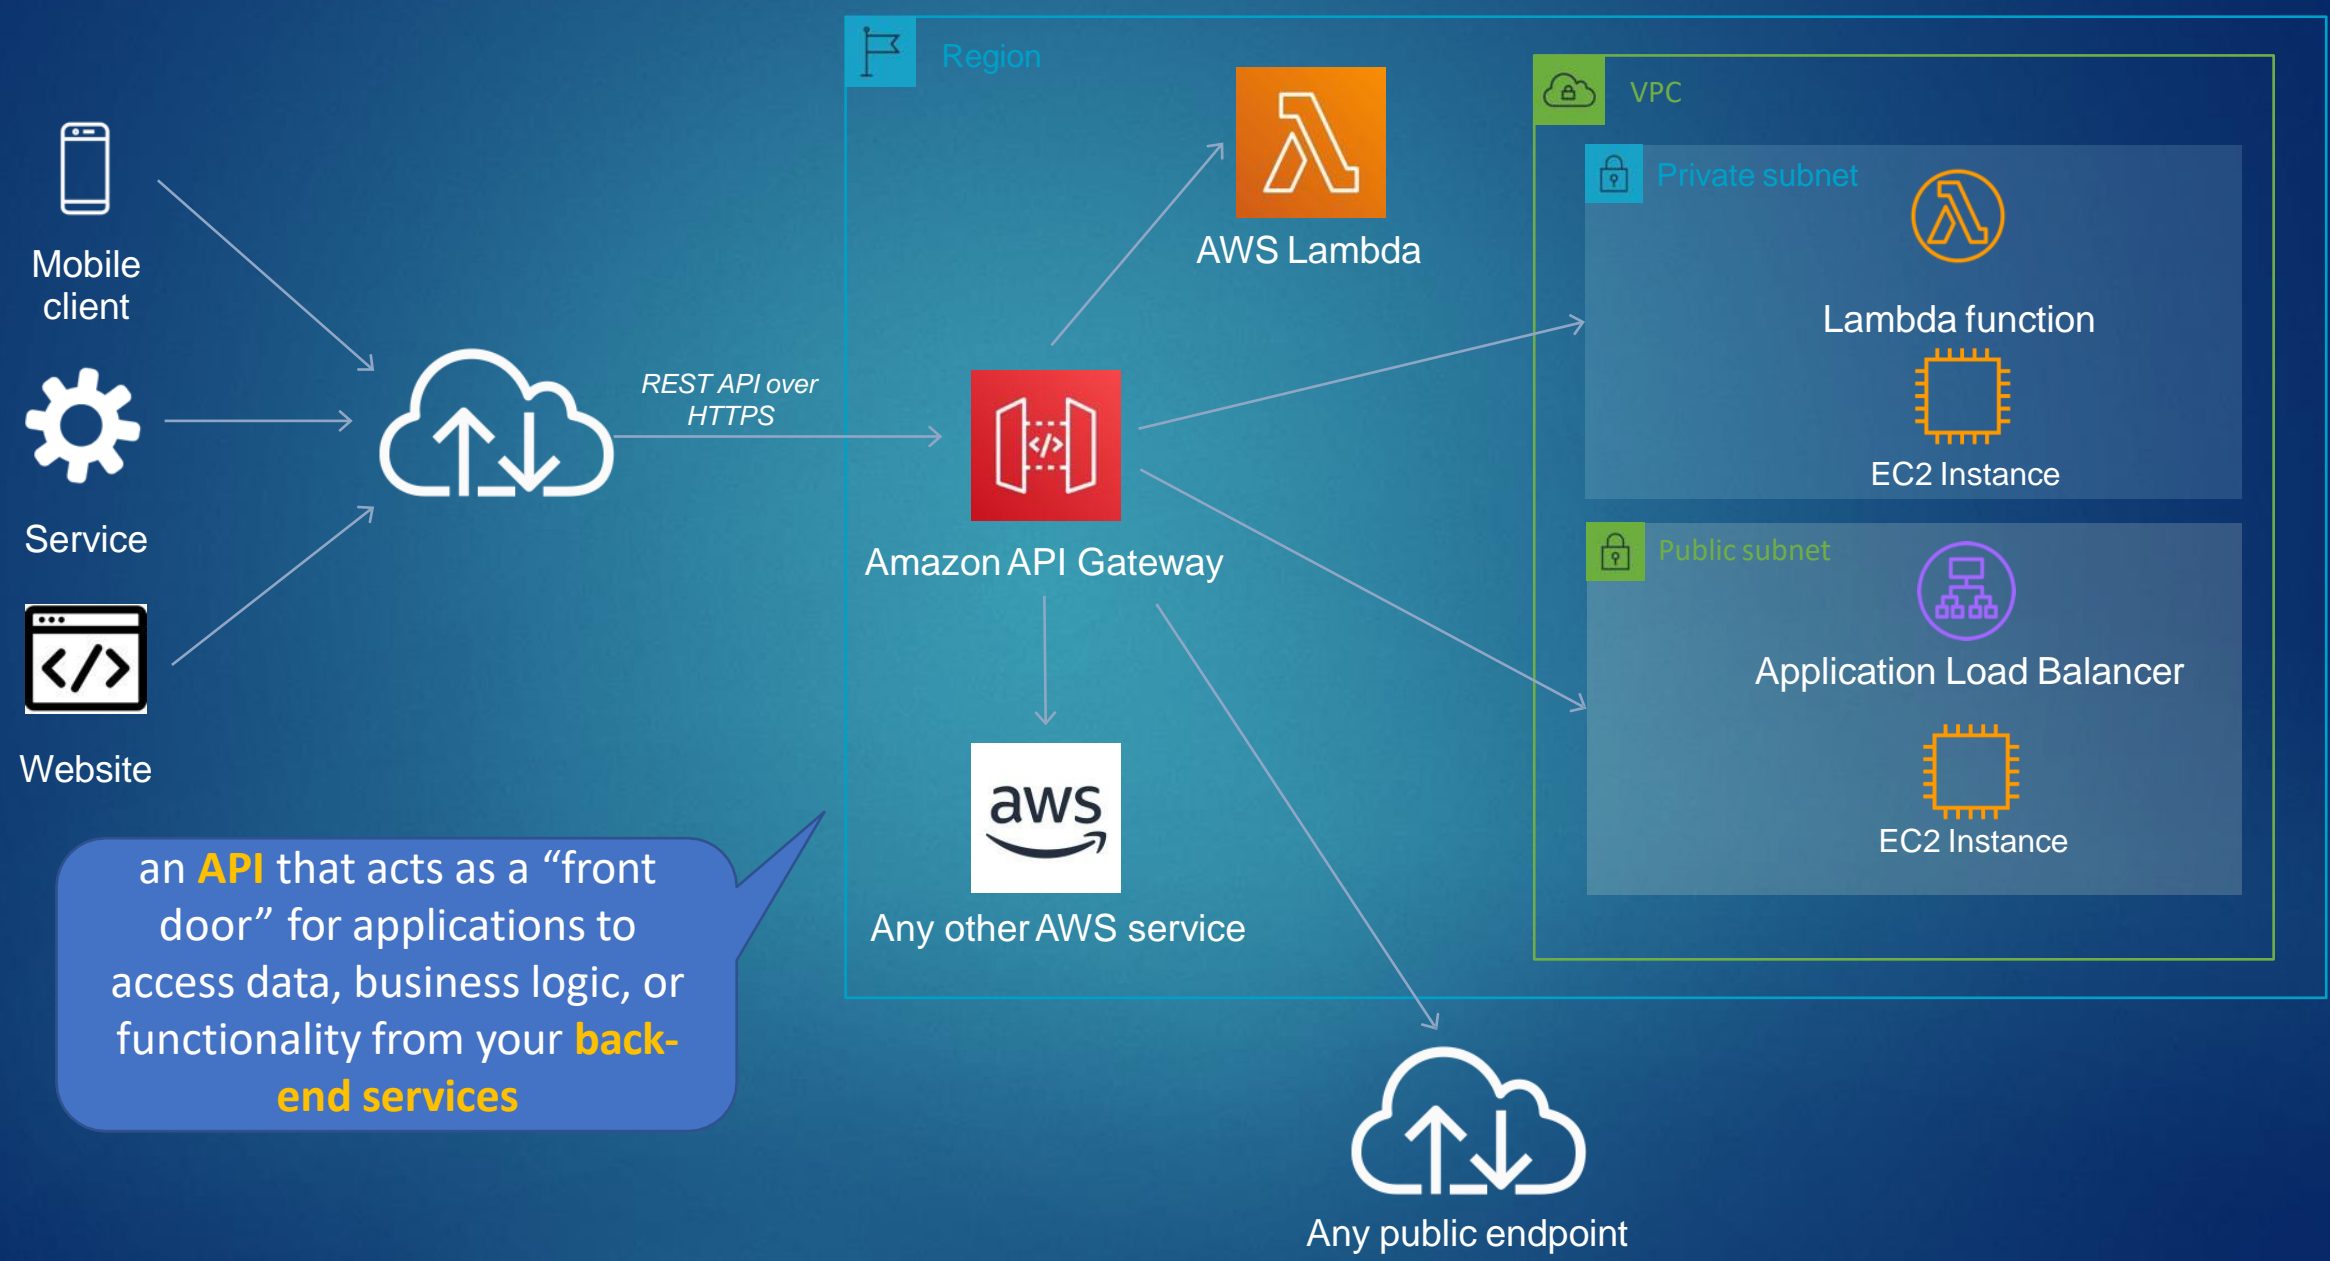 Region
VPC
Private subnet
Mobile
client
AWS Lambda
Lambda function
REST API over
HTTPS
</>
EC2 Instance
Service
Amazon API Gateway
Public subnet
</>
Application Load Balancer
Website
aws
EC2 Instance
Any other AWS service
an API that acts as a “front
door” for applications to
access data, business logic, or
functionality from your back-
end services
Any public endpoint